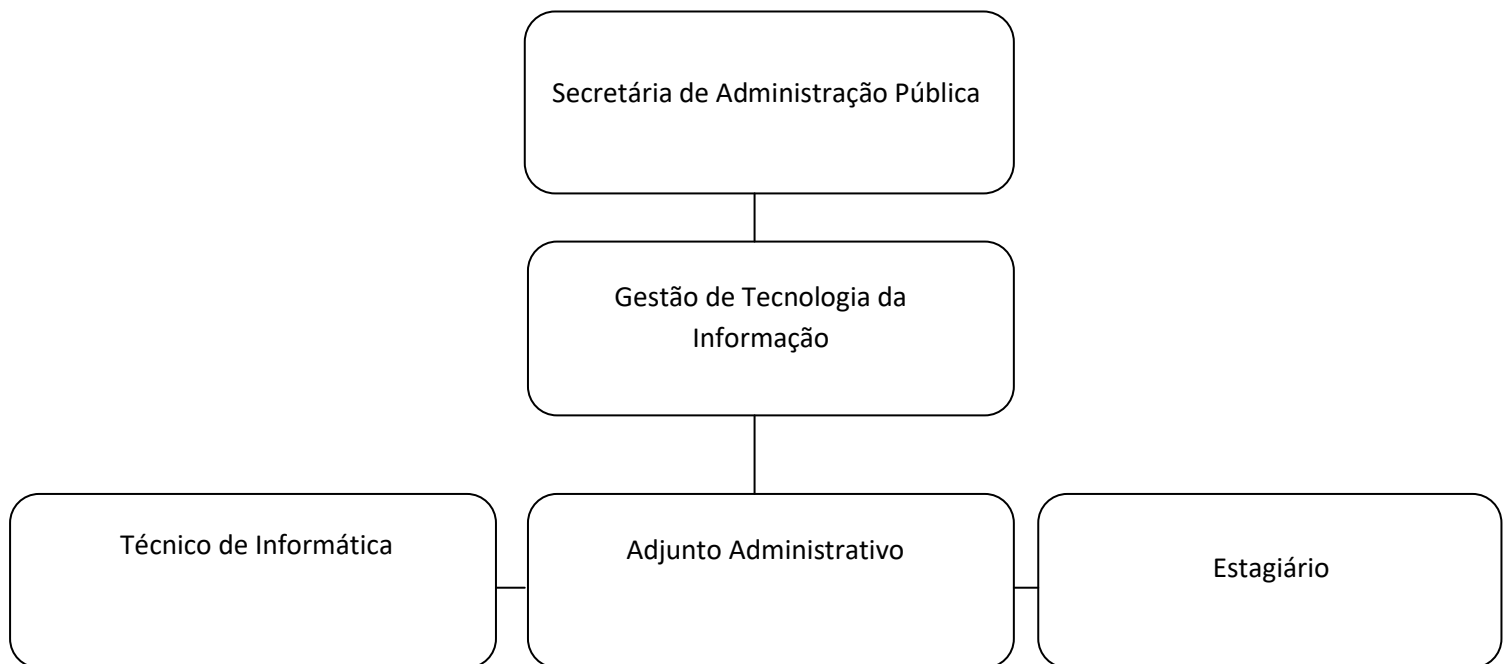 Secretária de Administração Pública
Gestão de Tecnologia da
Informação
Técnico de Informática
Adjunto Administrativo
Estagiário